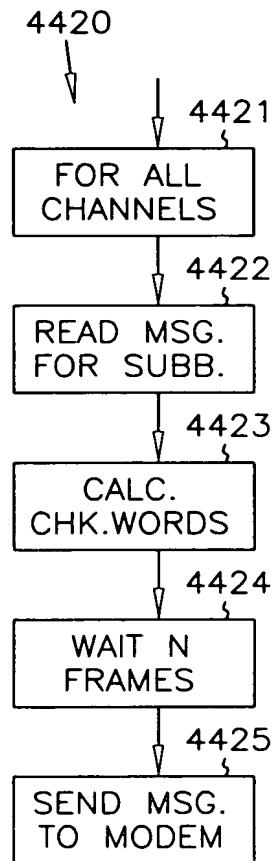 4420
4421
FOR ALL
CHANNELS
4422
READ MSG.
FOR SUBB.
4423
CALC.
CHK.WORDS
4424
WAIT N
FRAMES
4425
SEND MSG.
TO MODEM